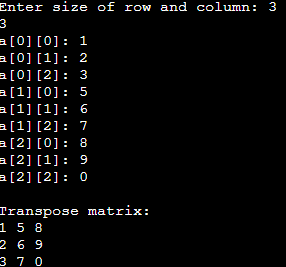 Enter size of row and column: 3
3
a[0][0]: 1
a[0][1]: 2
a[0][2]: 3
a[1][0]: 5
a[1][1]: 6
a[1][2]: 7
a[2][0]: 8
a[2][1]: 9
a[2][2]: 0
Transpose matrix:
1 5 8
2 6 9
3 7 0